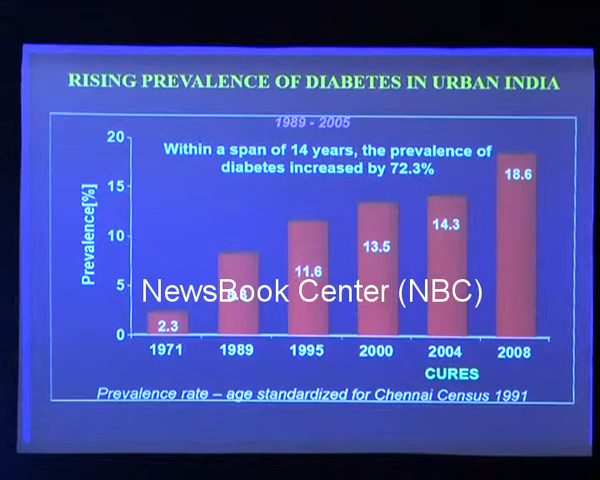 RISING PREVALENCE OF DIABETES IN URBAN INDIA
1989 - 2005
Within a span of 14 years, the prevalence of
diabetes increased by 72.3%
Prevalence[%]
20
15
10
5
0
2.3
8.3
11.6
13.5
14.3
18.6
NewsBook Center (NBC)
1971 1989 1995 2000 2004 2008
CURES
Prevalence rate – age standardized for Chennai Census 1991